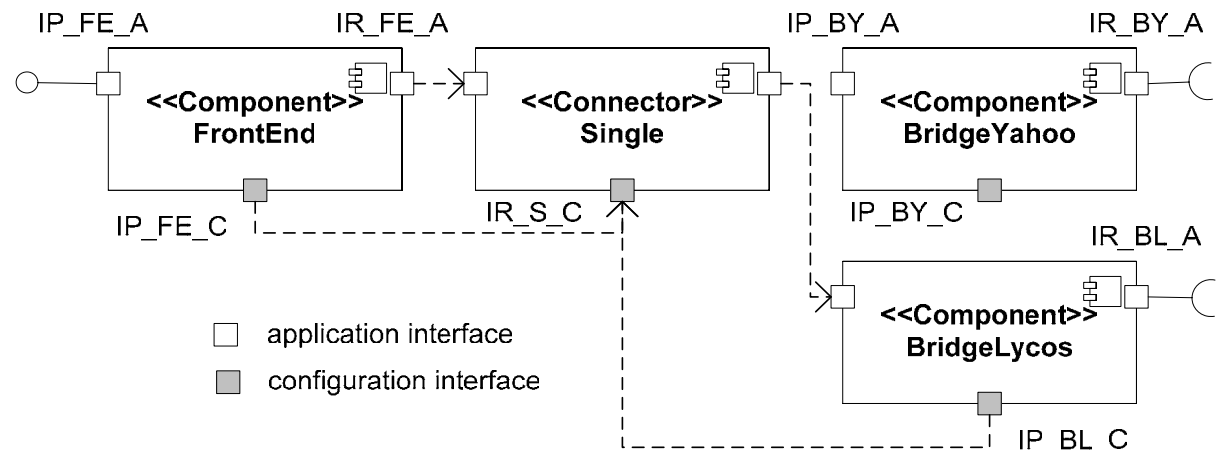 IP_FE_A
IR_FE_A
IP_BY_A
IR_BY_A
<<Component>>
FrontEnd
<<Connector>>
Single
<<Component>>
BridgeYahoo
IP_FE_C
IR_S_C
IP_BY_C
IR_BL_A
<<Component>>
BridgeLycos
application interface
configuration interface
IP_BL_C